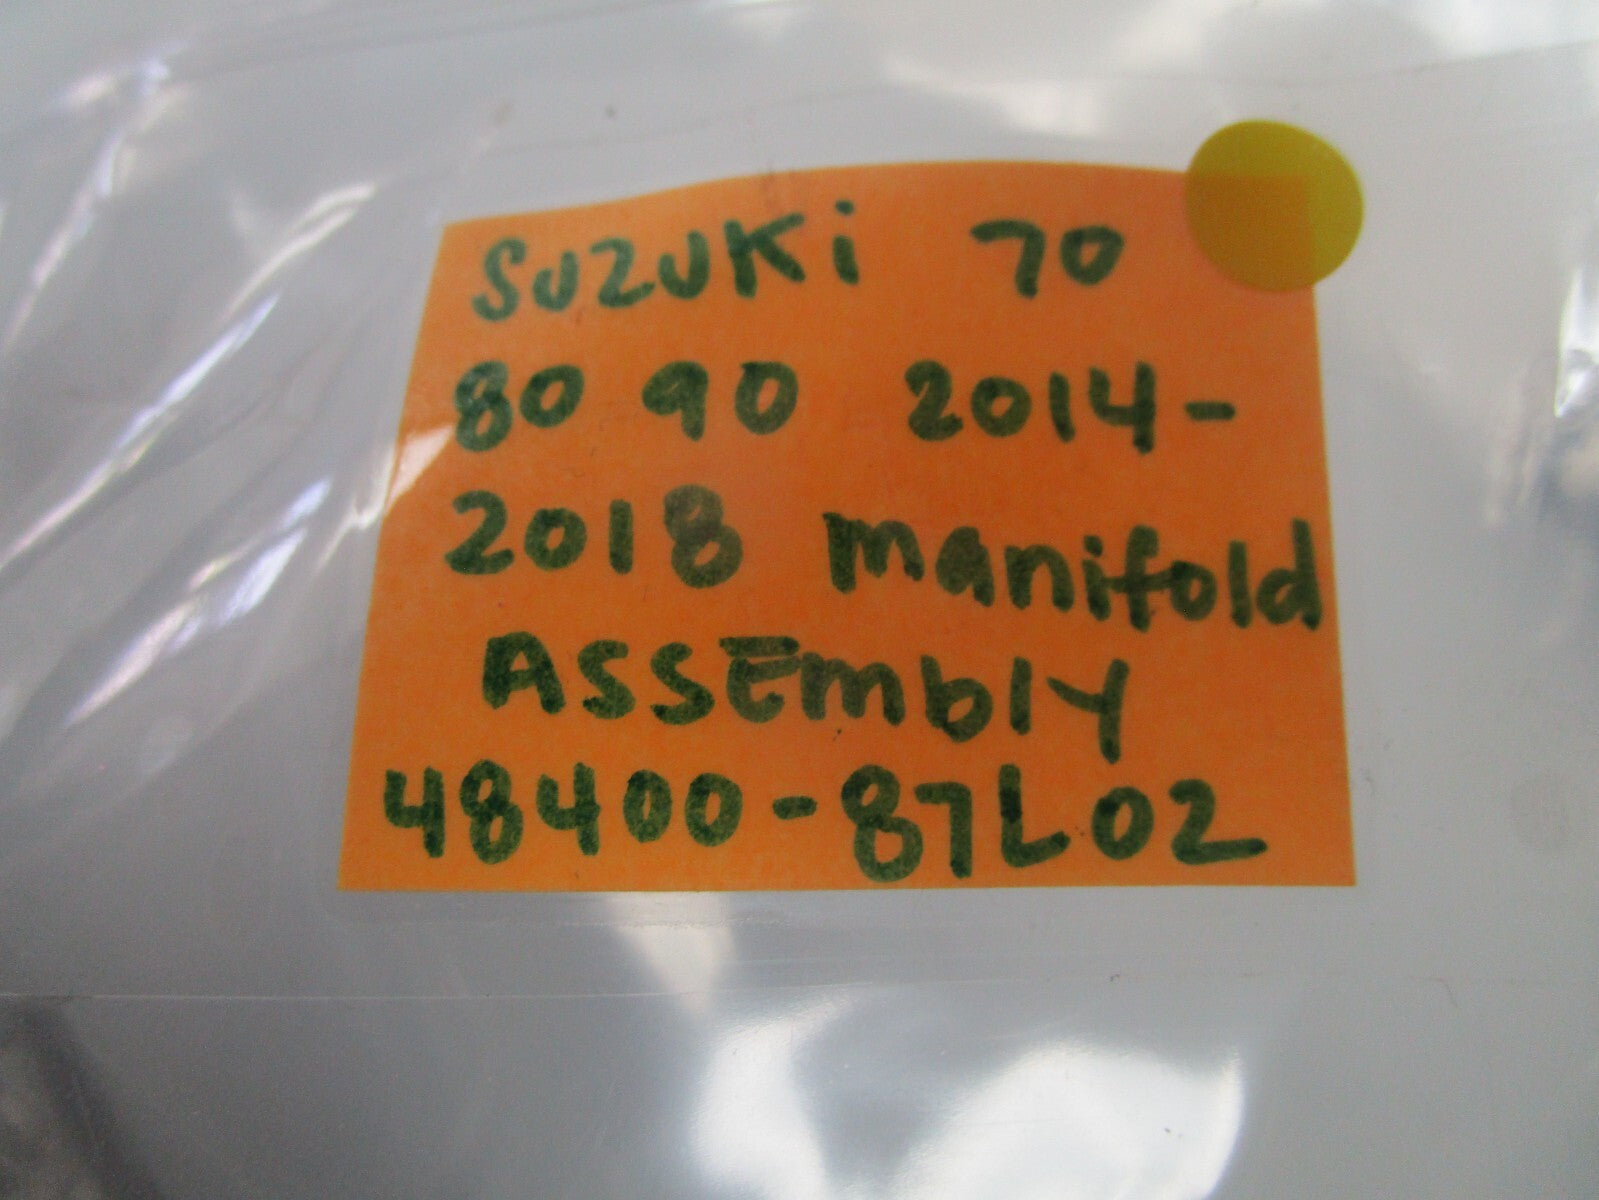 SUZUKi 70
80 90 2014-
2018 manifold
ASSEmblY
48400-87L02